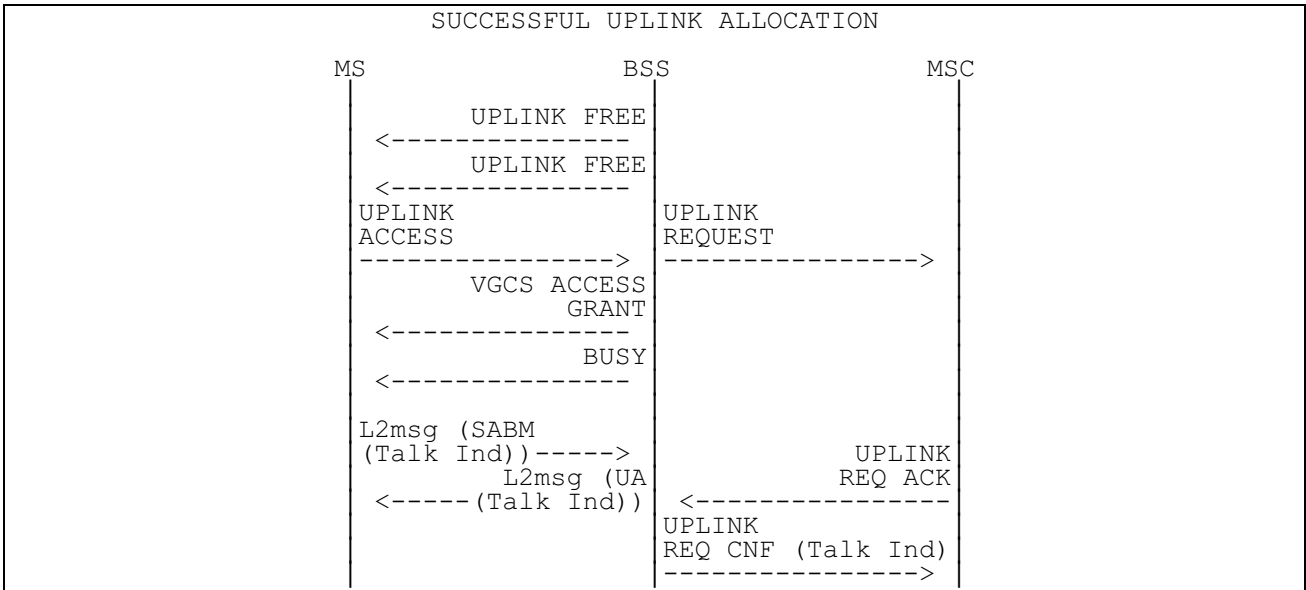 SUCCESSFUL UPLINK ALLOCATION
MS BSS MSC
UPLINK FREE
<---------------
UPLINK FREE
<---------------
UPLINK UPLINK
ACCESS REQUEST
----------------> ---------------->
VGCS ACCESS
GRANT
<---------------
BUSY
<---------------
L2msg (SABM
(Talk Ind))-----> UPLINK
L2msg (UA REQ ACK
<-----(Talk Ind)) <----------------
UPLINK
REQ CNF (Talk Ind)
---------------->